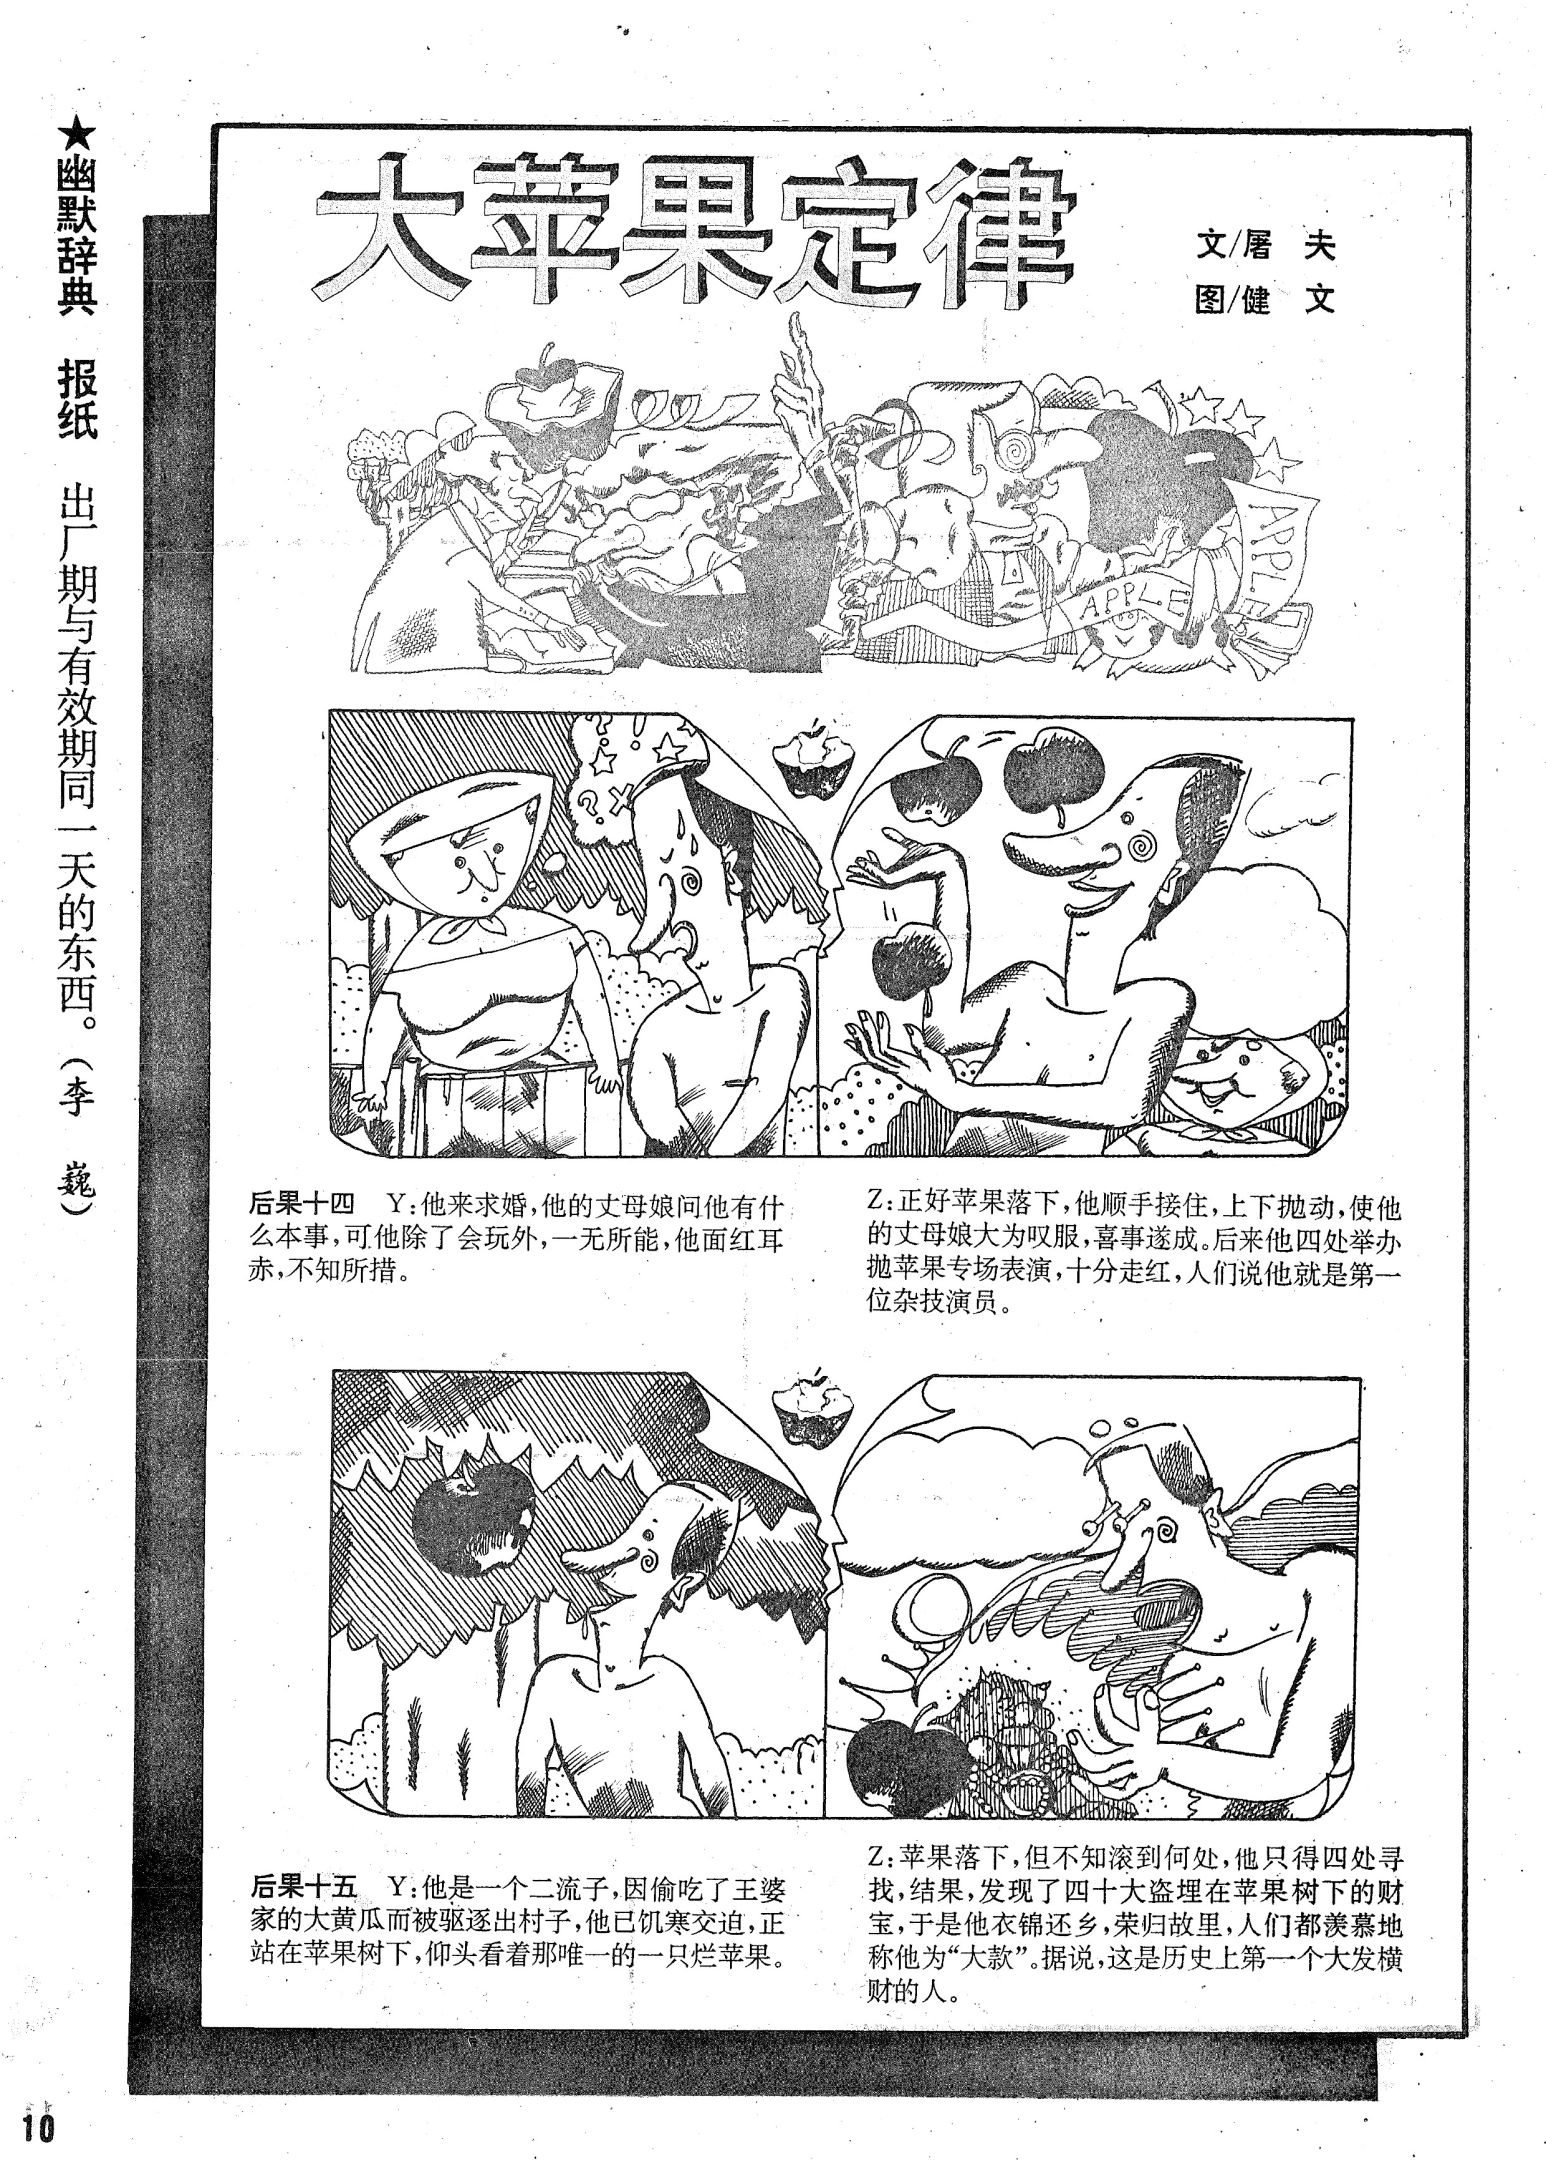 ★幽默辞典 报纸 出厂期与有效期同一天的东西。(李 巍)
大苹果定律
文/屠 夫
图/健 文
APPLE
APPLE
后果十四 Y:他来求婚,他的丈母娘问他有什
么本事,可他除了会玩外,一无所能,他面红耳
赤,不知所措。
Z:正好苹果落下,他顺手接住,上下抛动,使他
的丈母娘大为叹服,喜事遂成。后来他四处举办
抛苹果专场表演,十分走红,人们说他就是第一
位杂技演员。
后果十五 Y:他是一个二流子,因偷吃了王婆
家的大黄瓜而被驱逐出村子,他已饥寒交迫,正
站在苹果树下,仰头看着那唯一的一只烂苹果。
Z:苹果落下,但不知滚到何处,他只得四处寻
找,结果,发现了四十大盗埋在苹果树下的财
宝,于是他衣锦还乡,荣归故里,人们都羡慕地
称他为“大款”。据说,这是历史上第一个大发横
财的人。
10